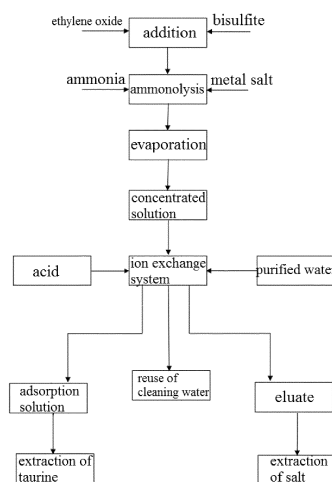 ethylene oxide
addition
bisulfite
ammonia
ammonolysis
metal salt
evaporation
concentrated
solution
acid
ion exchange
system
purified water
adsorption
solution
reuse of
cleaning water
eluate
extraction of
taurine
extraction
of salt